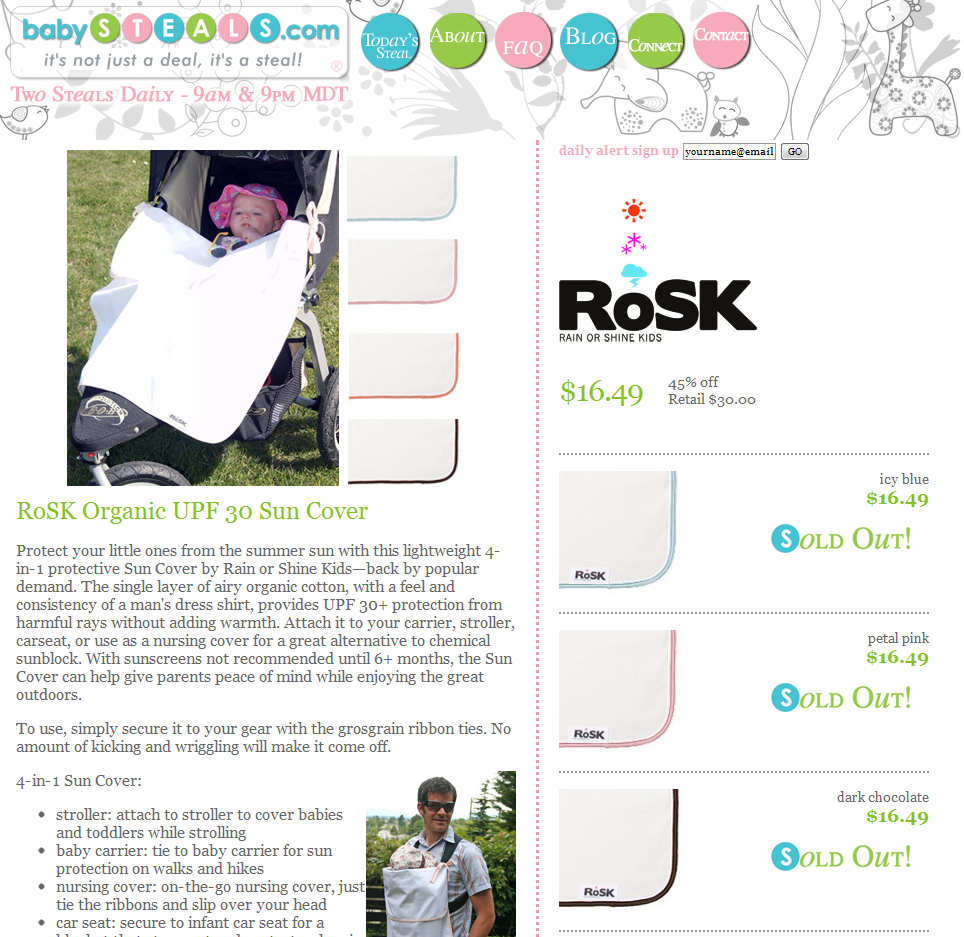 babySTEALS.com
it's not just a deal, it's a steal!
®
Two Steals Daily - 9am & 9pm MDT
Today's Steal
About
FAQ
Blog
Connect
Contact
daily alert sign up yourname@email GO
RoSK
RoSK
RAIN OR SHINE KIDS
$16.49
45% off
Retail $30.00
RoSK Organic UPF 30 Sun Cover
Protect your little ones from the summer sun with this lightweight 4-
in-1 protective Sun Cover by Rain or Shine Kids—back by popular
demand. The single layer of airy organic cotton, with a feel and
consistency of a man's dress shirt, provides UPF 30+ protection from
harmful rays without adding warmth. Attach it to your carrier, stroller,
carseat, or use as a nursing cover for a great alternative to chemical
sunblock. With sunscreens not recommended until 6+ months, the Sun
Cover can help give parents peace of mind while enjoying the great
outdoors.
To use, simply secure it to your gear with the grosgrain ribbon ties. No
amount of kicking and wriggling will make it come off.
4-in-1 Sun Cover:
stroller: attach to stroller to cover babies
and toddlers while strolling
baby carrier: tie to baby carrier for sun
protection on walks and hikes
nursing cover: on-the-go nursing cover, just
tie the ribbons and slip over your head
car seat: secure to infant car seat for a
icy blue
$16.49
Sold Out!
RoSK
petal pink
$16.49
Sold Out!
RoSK
dark chocolate
$16.49
Sold Out!
RoSK